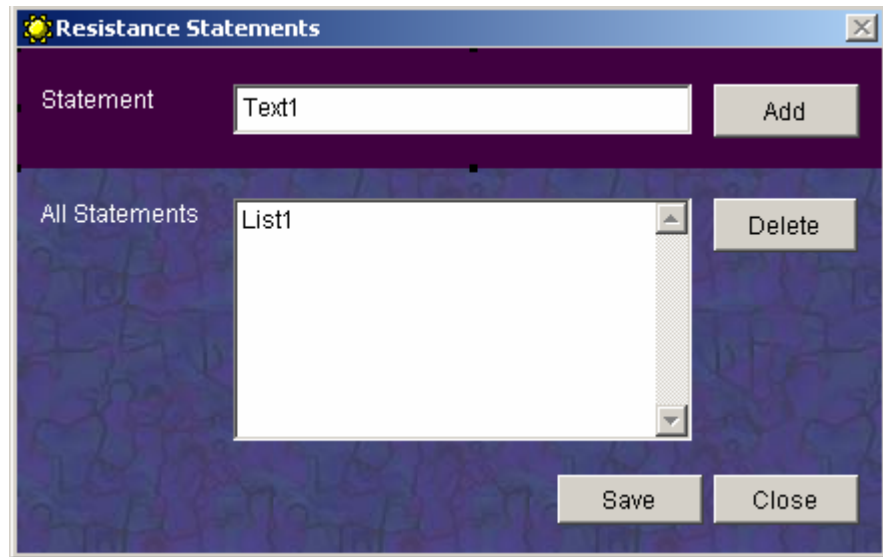 Resistance Statements
Statement
Text1
Add
All Statements
List1
Delete
Save
Close